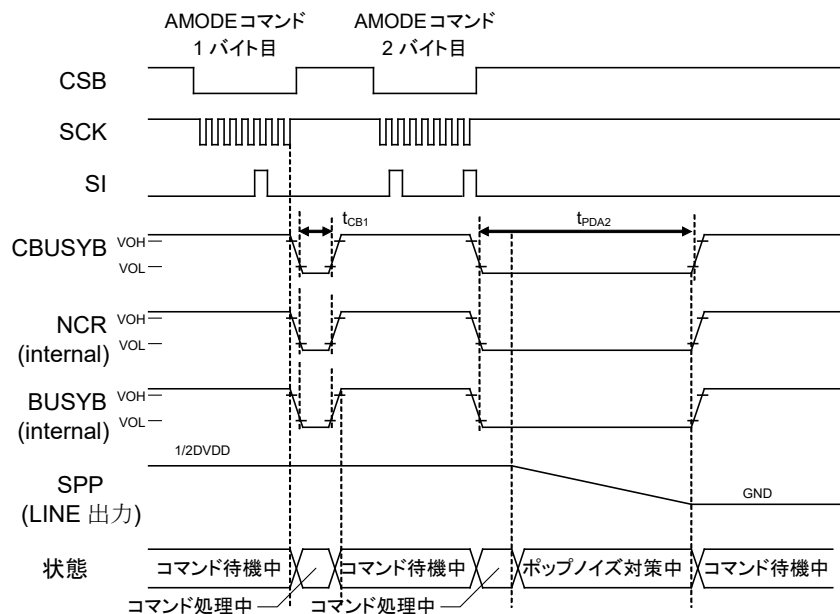 AMODEコマンド
1 バイト目
AMODEコマンド
2 バイト目
CSB
SCK
SI
tCB1
tPDA2
CBUSYB
VOH
VOL
NCR
(internal)
VOH
VOL
BUSYB
(internal)
VOH
VOL
1/2DVDD
SPP
(LINE 出力)
GND
状態
コマンド待機中
コマンド待機中
ポップノイズ対策中
コマンド待機中
コマンド処理中
コマンド処理中